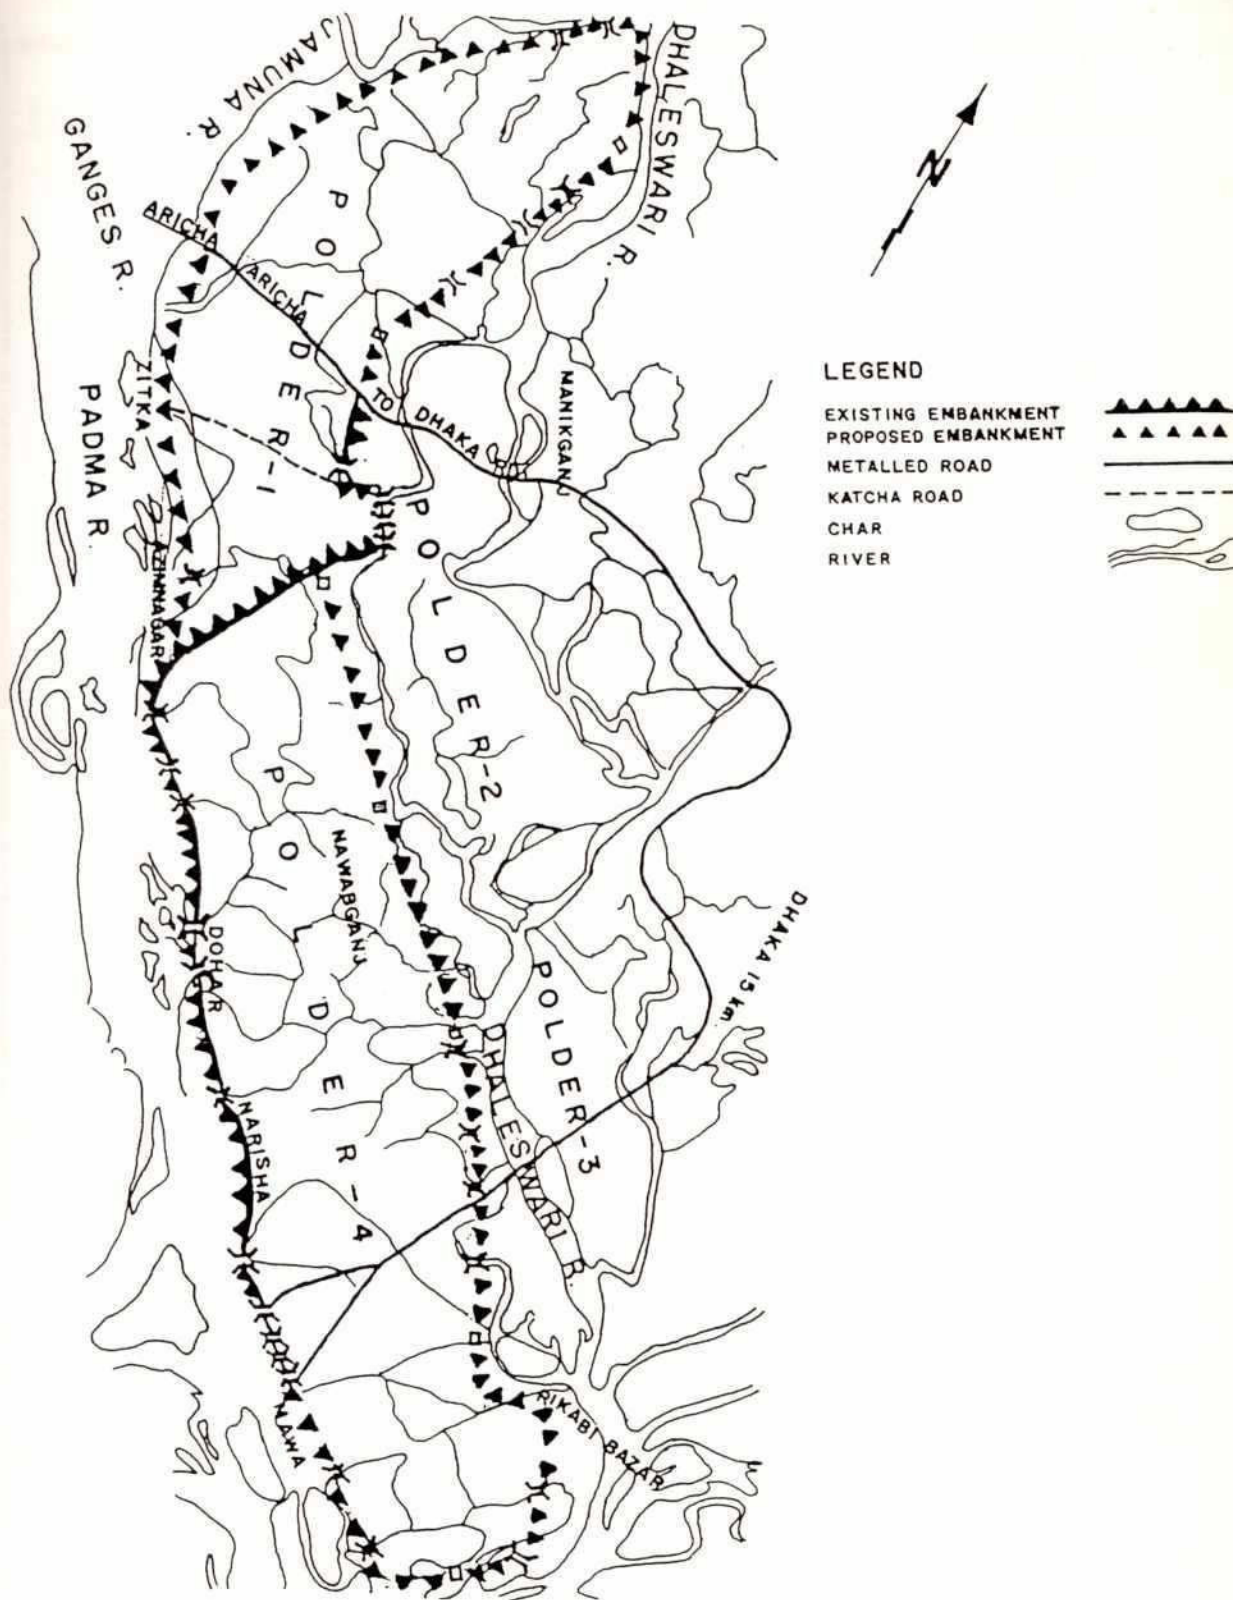 JAMUNA R.
DHALESWARI R.
GANGES R.
N
ARICHA
ARICHA TO DHAKA
POLDER-1
ZITKA
MANIKGANJ
PADMA R.
LEGEND
EXISTING EMBANKMENT
PROPOSED EMBANKMENT
METALLED ROAD
KATCHA ROAD
CHAR
RIVER
POLDER-2
AZIMNAGAR
POLDER-4
NAWABGANJ
DHAKA 15 km.
DOHAR
POLDER-3
DHALESWARI R.
NARISHA
MAWA
RIKABI BAZAR